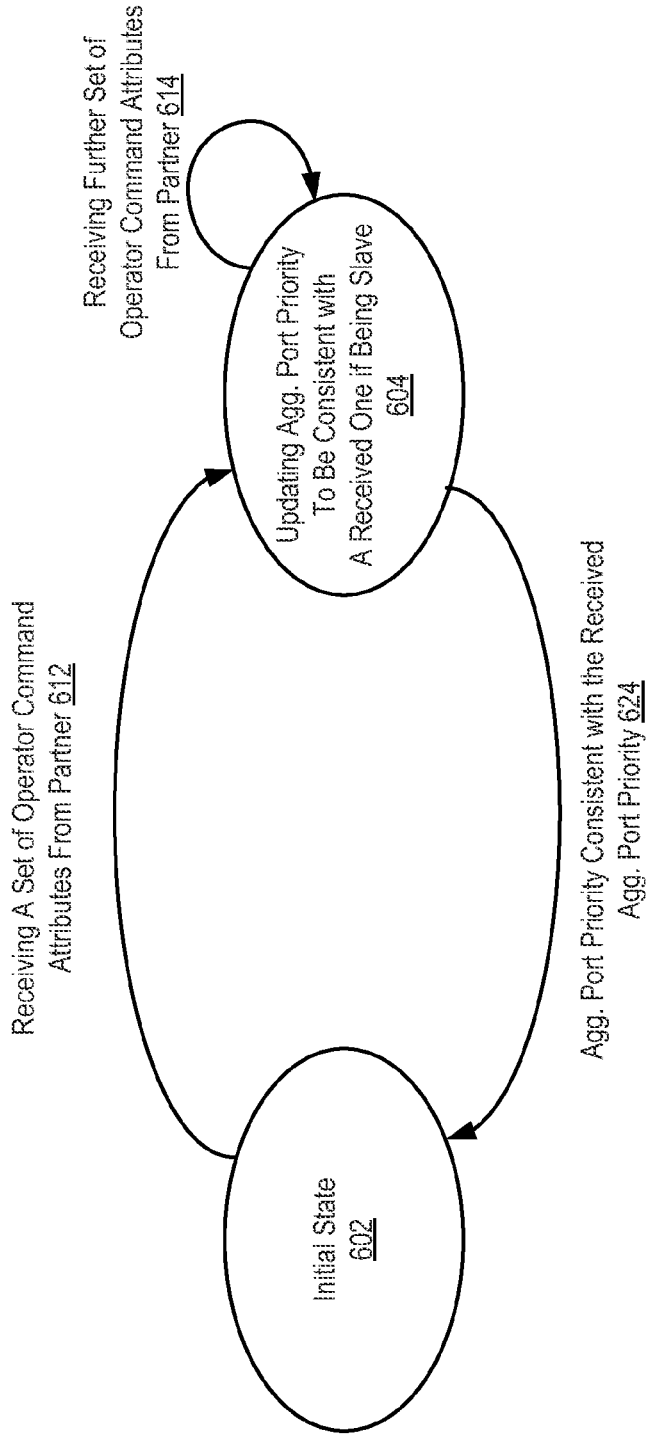 Receiving A Set of Operator Command
Attributes From Partner 612
Receiving Further Set of
Operator Command Attributes
From Partner 614
Initial State
602
Updating Agg. Port Priority
To Be Consistent with
A Received One if Being Slave
604
Agg. Port Priority Consistent with the Received
Agg. Port Priority 624